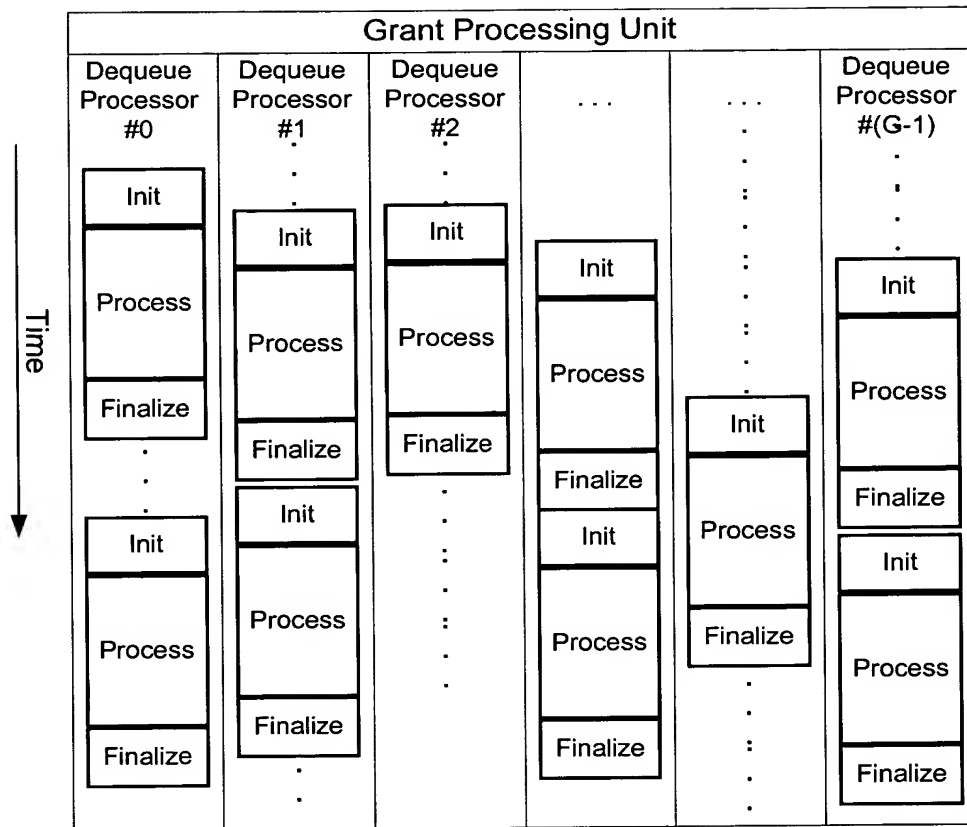 Grant Processing Unit
Dequeue
Processor
#0
Dequeue
Processor
#1
Dequeue
Processor
#2
. . .
. . .
Dequeue
Processor
#(G-1)
Time
Init
Process
Finalize
Init
Process
Finalize
Init
Process
Finalize
Init
Process
Finalize
Init
Process
Finalize
Init
Process
Finalize
Init
Process
Finalize
Init
Process
Finalize
Init
Process
Finalize
Init
Process
Finalize